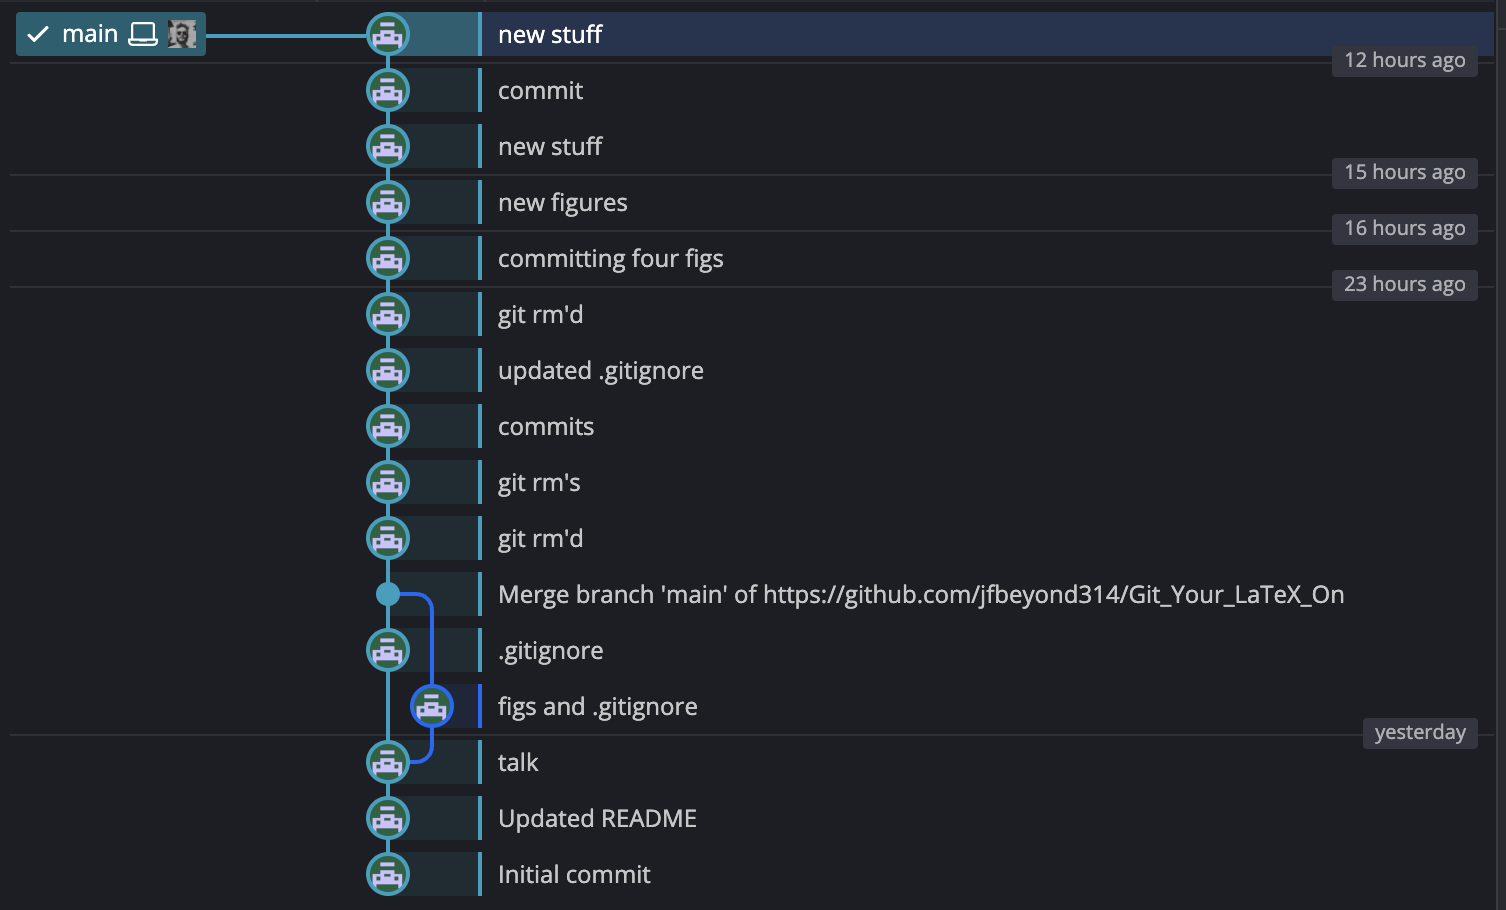 main
new stuff
12 hours ago
commit
new stuff
15 hours ago
new figures
16 hours ago
committing four figs
23 hours ago
git rm'd
updated .gitignore
commits
git rm's
git rm'd
Merge branch 'main' of https://github.com/jfbeyond314/Git_Your_LaTeX_On
.gitignore
figs and .gitignore
yesterday
talk
Updated README
Initial commit